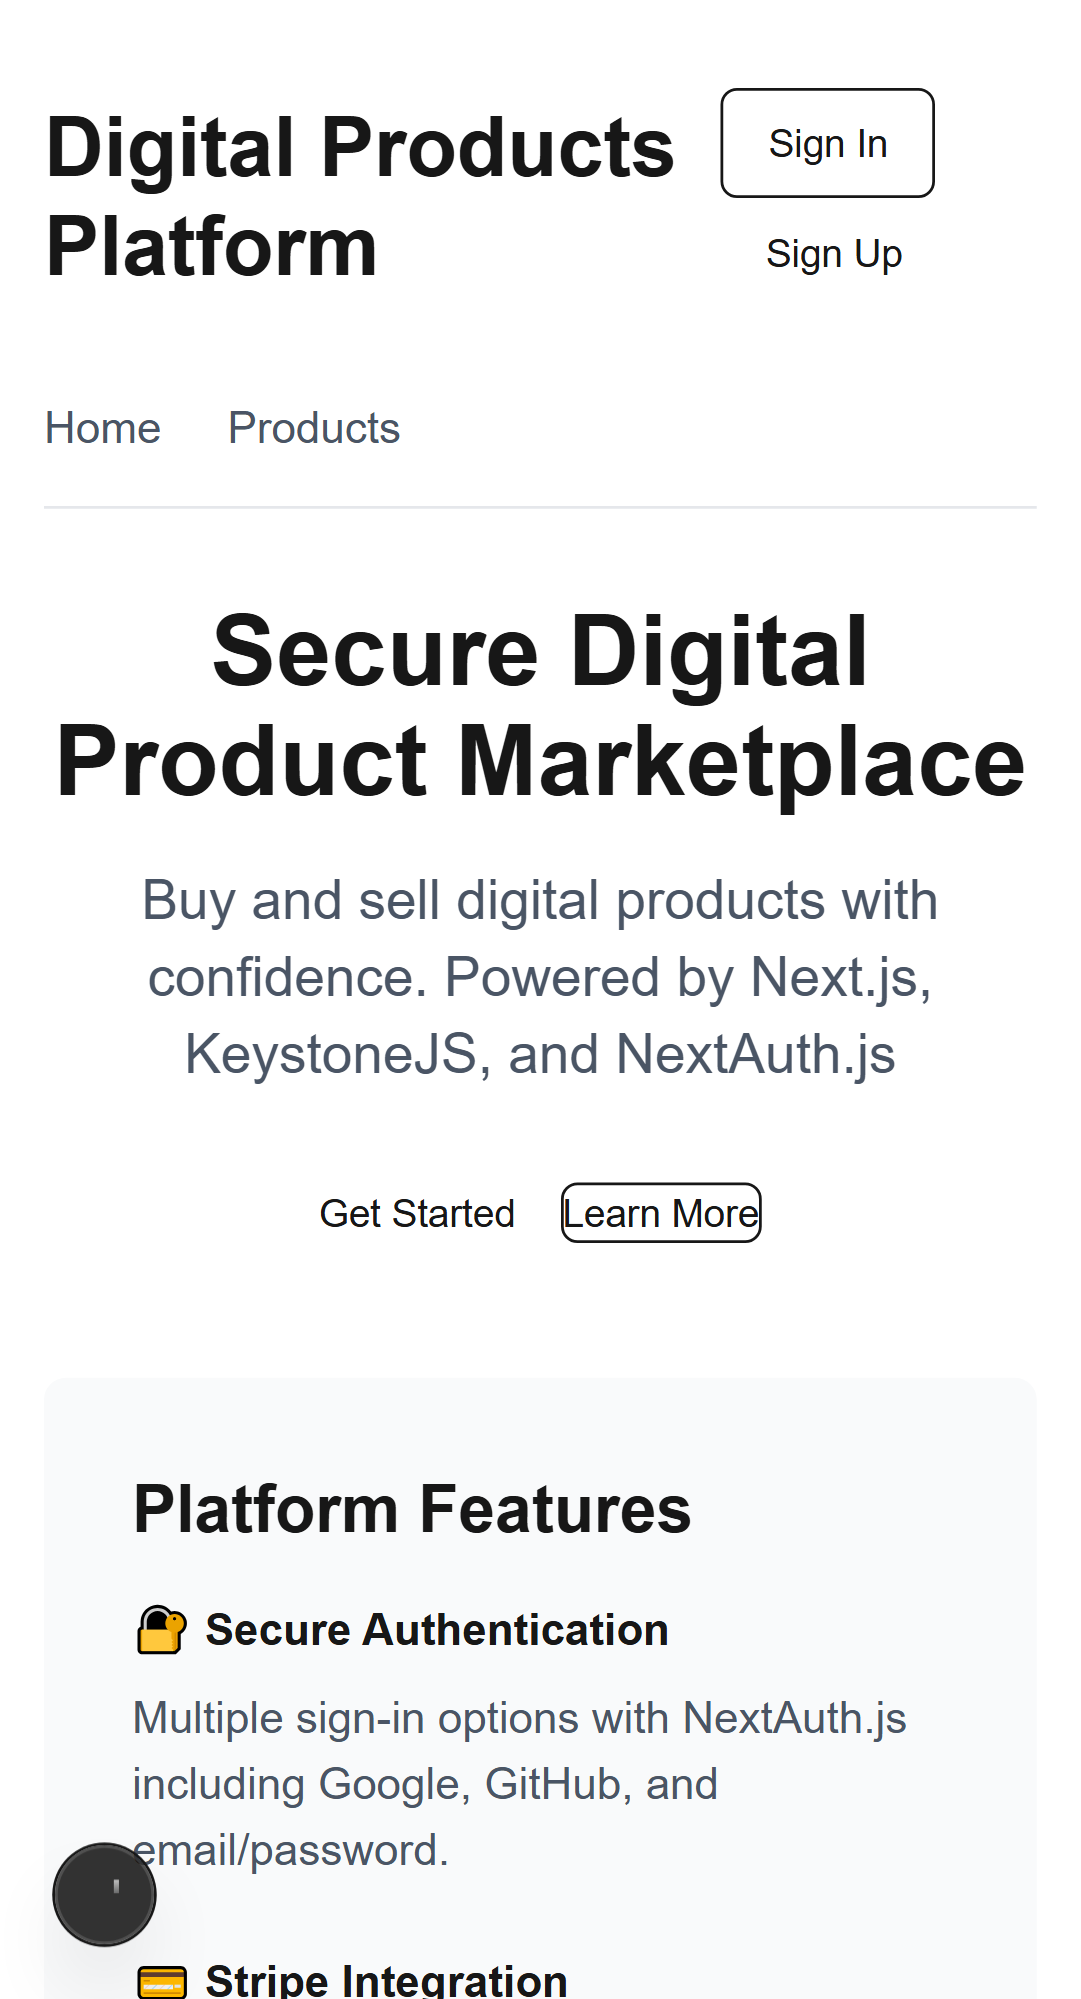 Digital Products
Platform
Sign In
Sign Up
Home Products
Secure Digital
Product Marketplace
Buy and sell digital products with
confidence. Powered by Next.js,
KeystoneJS, and NextAuth.js
Get Started Learn More
Platform Features
🔐 Secure Authentication
Multiple sign-in options with NextAuth.js
including Google, GitHub, and
email/password.
💳 Stripe Integration